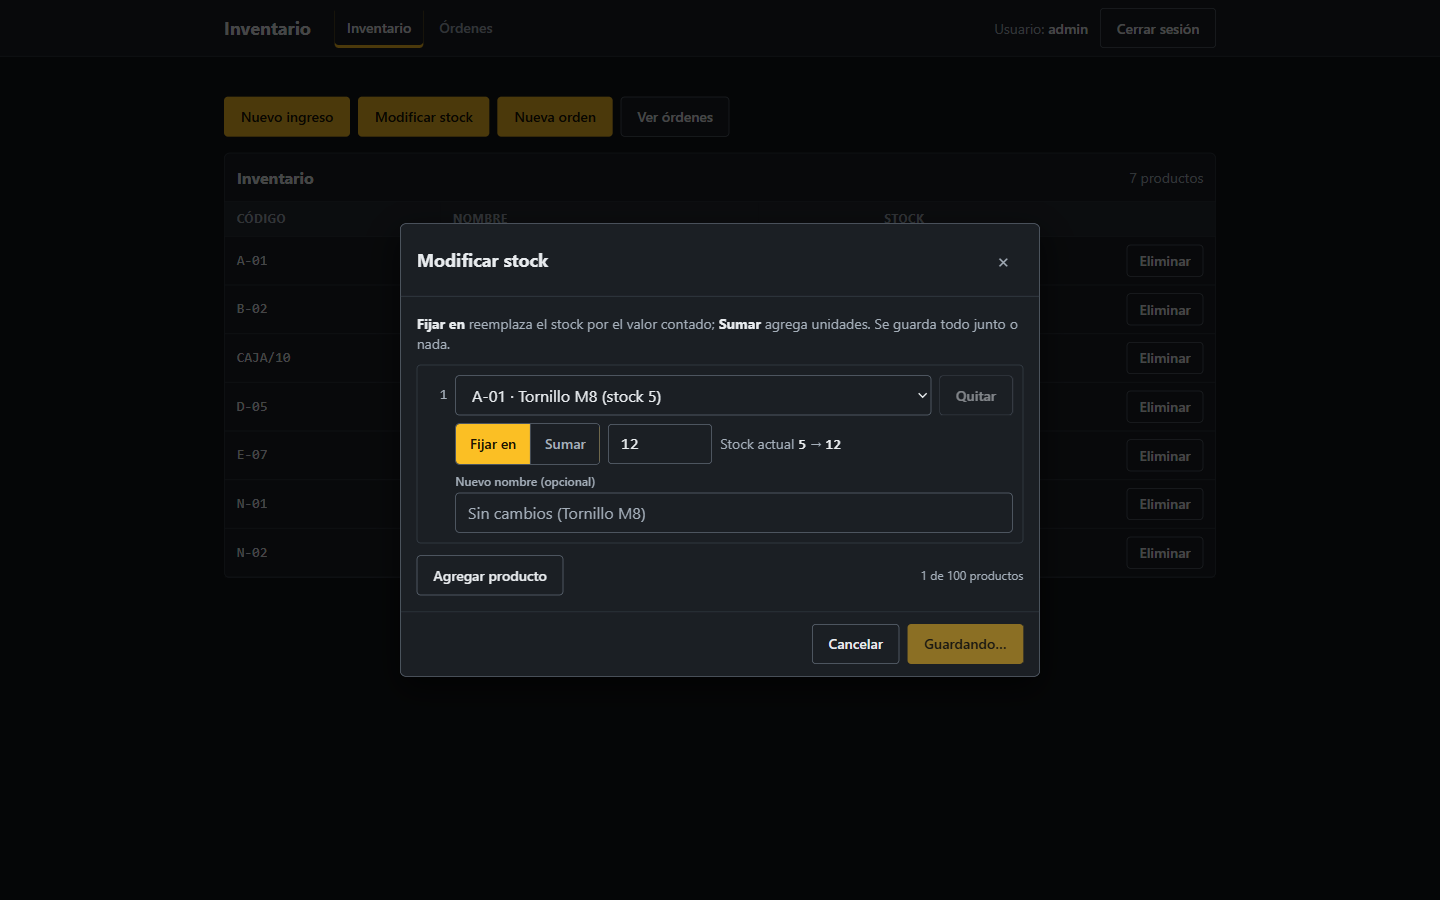 Inventario
Inventario
Órdenes
Usuario: admin
Cerrar sesión
Nuevo ingreso
Modificar stock
Nueva orden
Ver órdenes
Inventario
7 productos
CÓDIGO
NOMBRE
STOCK
A-01
Eliminar
B-02
Eliminar
CAJA/10
Eliminar
D-05
Eliminar
E-07
Eliminar
N-01
Eliminar
N-02
Eliminar
Modificar stock
×
Fijar en reemplaza el stock por el valor contado; Sumar agrega unidades. Se guarda todo junto o
nada.
1
A-01 · Tornillo M8 (stock 5)
Quitar
Fijar en
Sumar
12
Stock actual 5 → 12
Nuevo nombre (opcional)
Sin cambios (Tornillo M8)
Agregar producto
1 de 100 productos
Cancelar
Guardando...